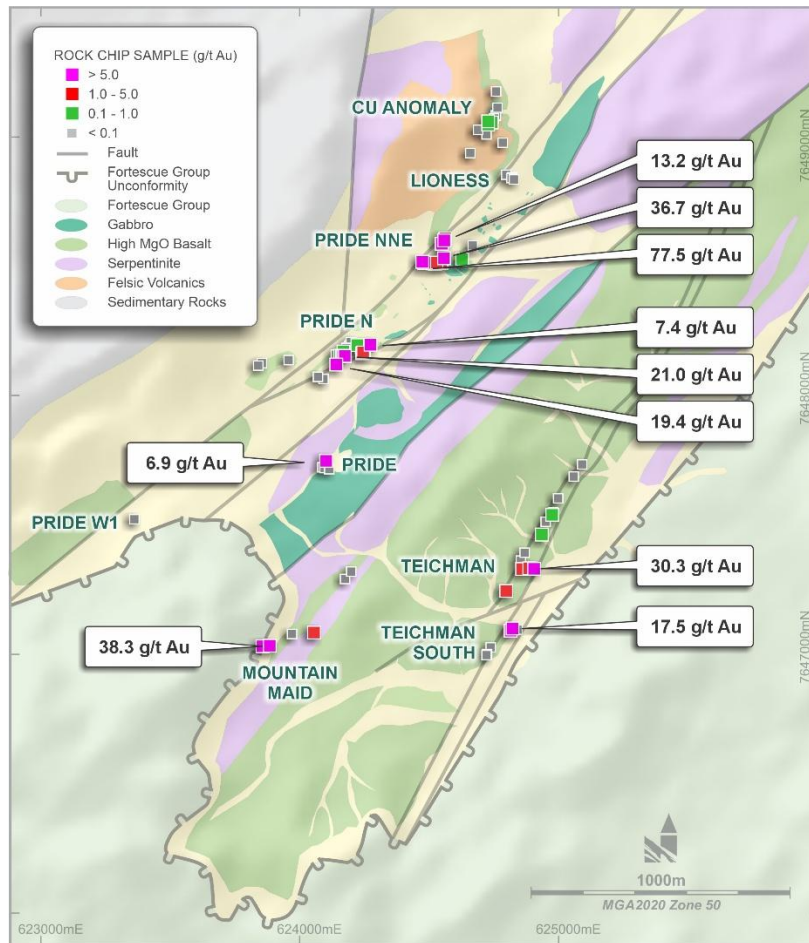 ROCK CHIP SAMPLE (g/t Au)
> 5.0
1.0 - 5.0
0.1 - 1.0
< 0.1
Fault
Fortescue Group
Unconformity
Fortescue Group
Gabbro
High MgO Basalt
Serpentinite
Felsic Volcanics
Sedimentary Rocks
CU ANOMALY
LIONESS
7649000mN
13.2 g/t Au
36.7 g/t Au
77.5 g/t Au
PRIDE NNE
PRIDE N
7.4 g/t Au
21.0 g/t Au
19.4 g/t Au
7648000mN
6.9 g/t Au
PRIDE
PRIDE W1
TEICHMAN
30.3 g/t Au
17.5 g/t Au
TEICHMAN
SOUTH
38.3 g/t Au
MOUNTAIN
MAID
7647000mN
1000m
MGA2020 Zone 50
623000mE
624000mE
625000mE